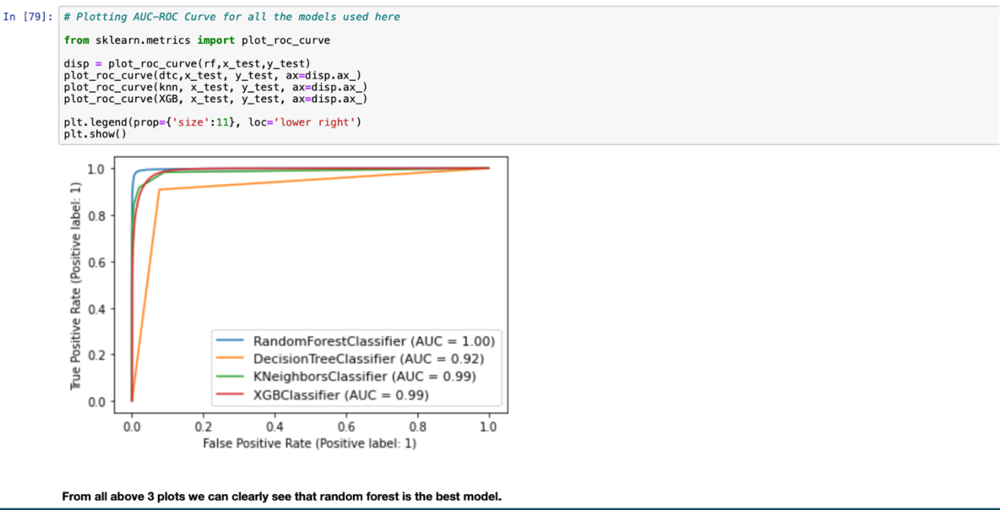 In [79]: # Plotting AUC-ROC Curve for all the models used here
from sklearn.metrics import plot_roc_curve
disp = plot_roc_curve(rf,x_test,y_test)
plot_roc_curve(dtc,x_test, y_test, ax=disp.ax_)
plot_roc_curve(knn, x_test, y_test, ax=disp.ax_)
plot_roc_curve(XGB, x_test, y_test, ax=disp.ax_)
plt.legend(prop={'size':11}, loc='lower right')
plt.show()
True Positive Rate (Positive label: 1)
1.0
0.8
0.6
0.4
0.2
0.0
RandomForestClassifier (AUC = 1.00)
DecisionTreeClassifier (AUC = 0.92)
KNeighborsClassifier (AUC = 0.99)
XGBClassifier (AUC = 0.99)
0.0 0.2 0.4 0.6 0.8 1.0
False Positive Rate (Positive label: 1)
From all above 3 plots we can clearly see that random forest is the best model.